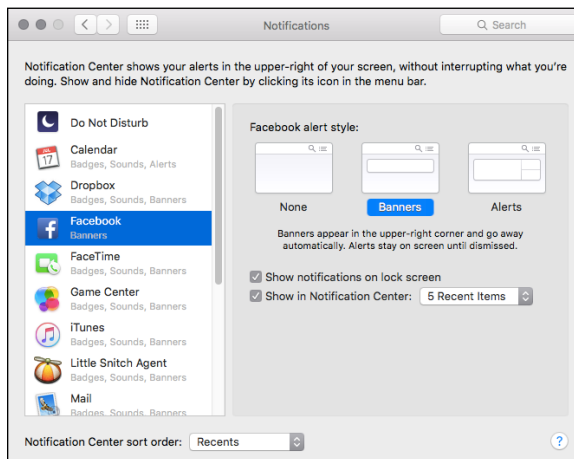 Notifications
Search
Notification Center shows your alerts in the upper-right of your screen, without interrupting what you're
doing. Show and hide Notification Center by clicking its icon in the menu bar.
Do Not Disturb
JUL
17
Calendar
Badges, Sounds, Alerts
Dropbox
Badges, Sounds, Banners
f
Facebook
Banners
FaceTime
Badges, Sounds, Banners
Game Center
Badges, Sounds, Banners
iTunes
Badges, Sounds, Banners
Little Snitch Agent
Badges, Sounds, Banners
Mail
Badges, Sounds, Banners
Facebook alert style:
None
Banners
Alerts
Banners appear in the upper-right corner and go away
automatically. Alerts stay on screen until dismissed.
Show notifications on lock screen
Show in Notification Center: 5 Recent Items
Notification Center sort order: Recents
?